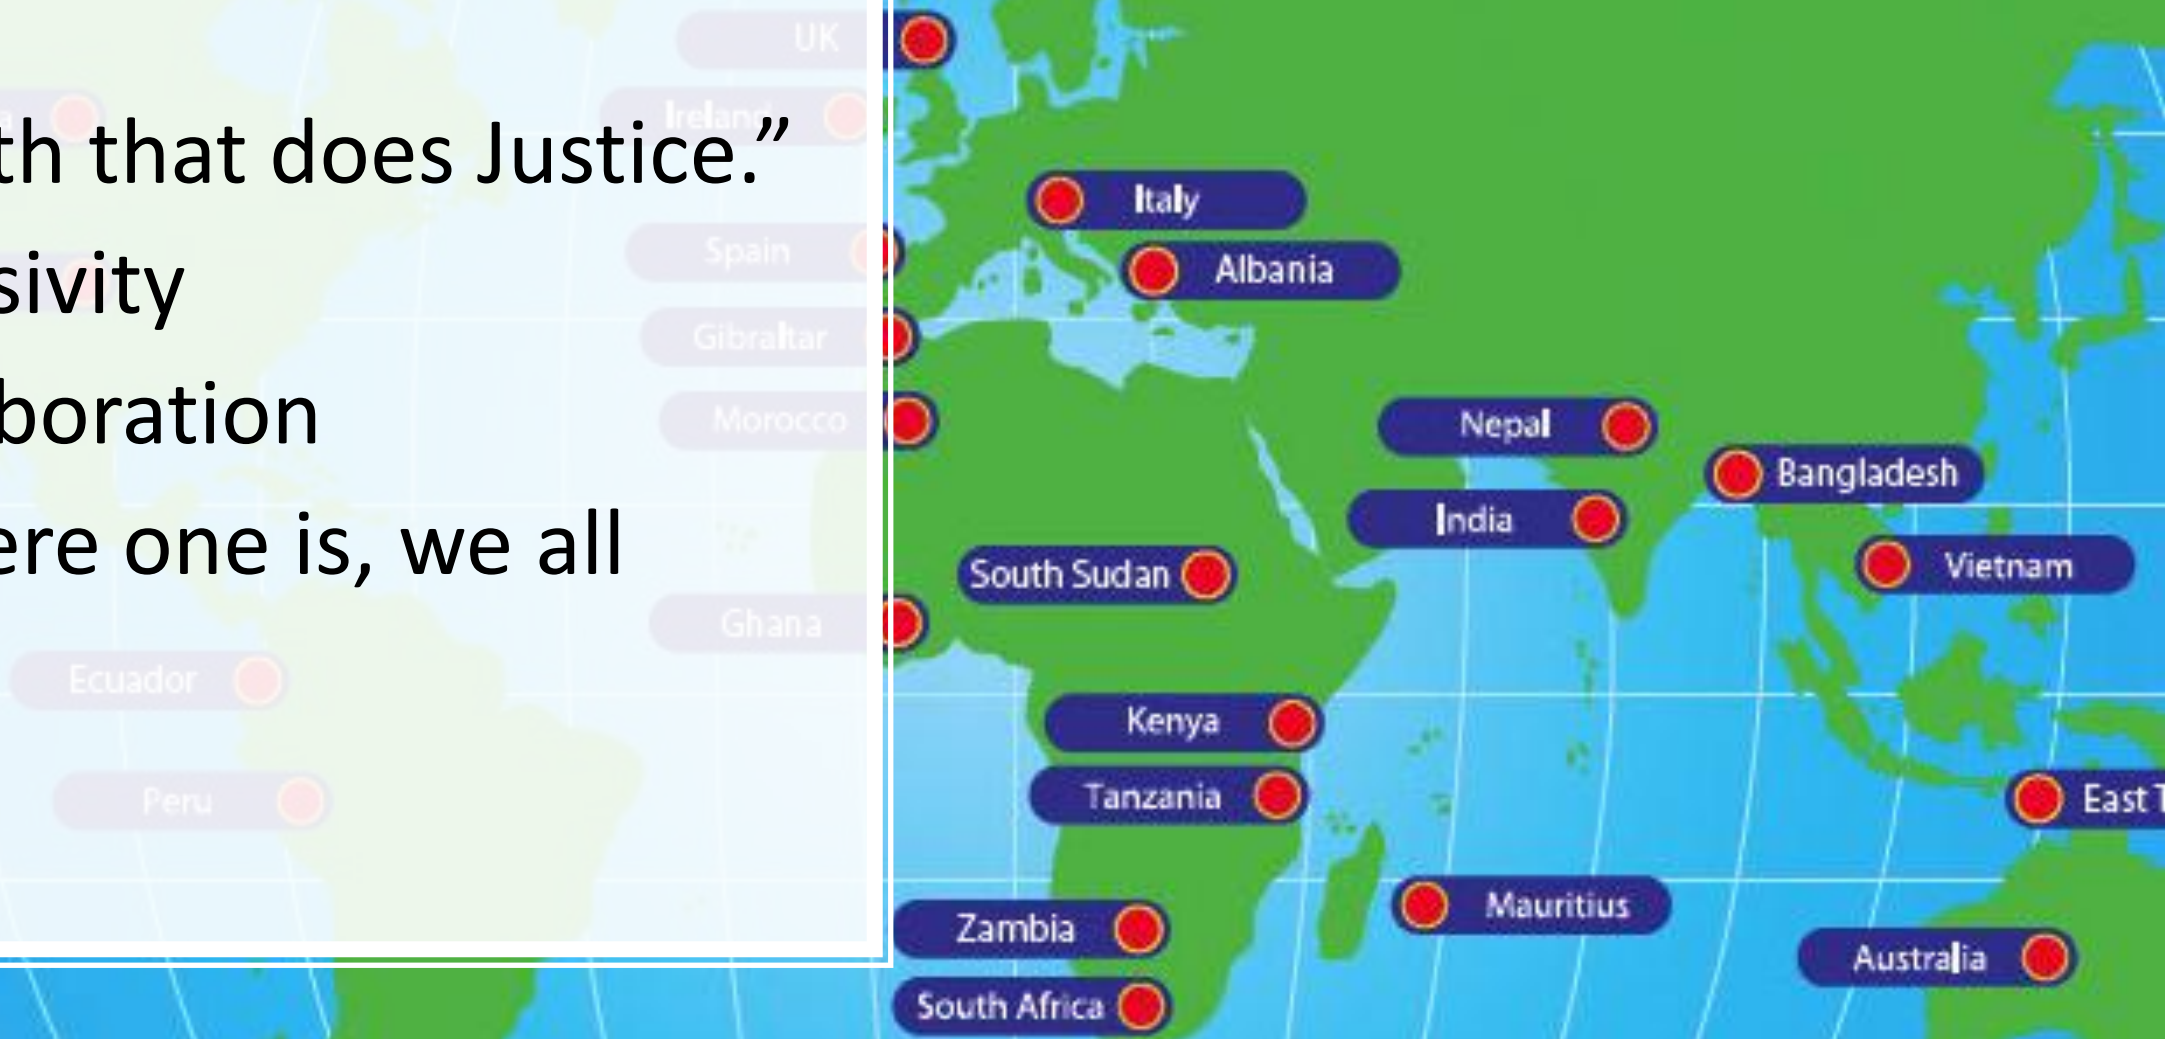 UK
Ireland
th that does Justice.”
Italy
Spain
Albania
sivity
Gibraltar
Morocco
boration
Nepal
Bangladesh
India
ere one is, we all
Vietnam
South Sudan
Ghana
Ecuador
Kenya
Peru
Tanzania
East T
Mauritius
Zambia
Australia
South Africa